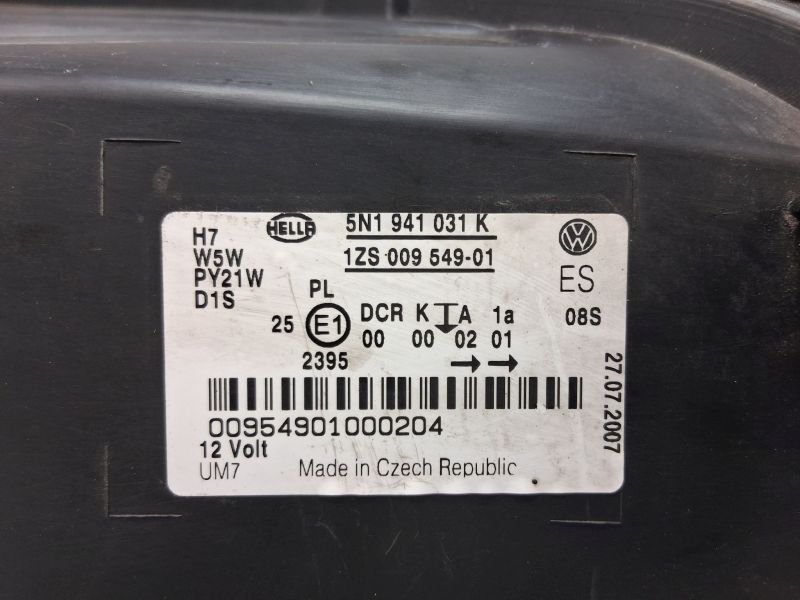 HELLA
5N1 941 031 K
1ZS 009 549-01
H7
W5W
PY21W
D1S
VW
ES
08S
PL
25 E1
2395
DCR K A 1a
00 00 02 01
→ →
27.07.2007
00954901000204
12 Volt
UM7 Made in Czech Republic